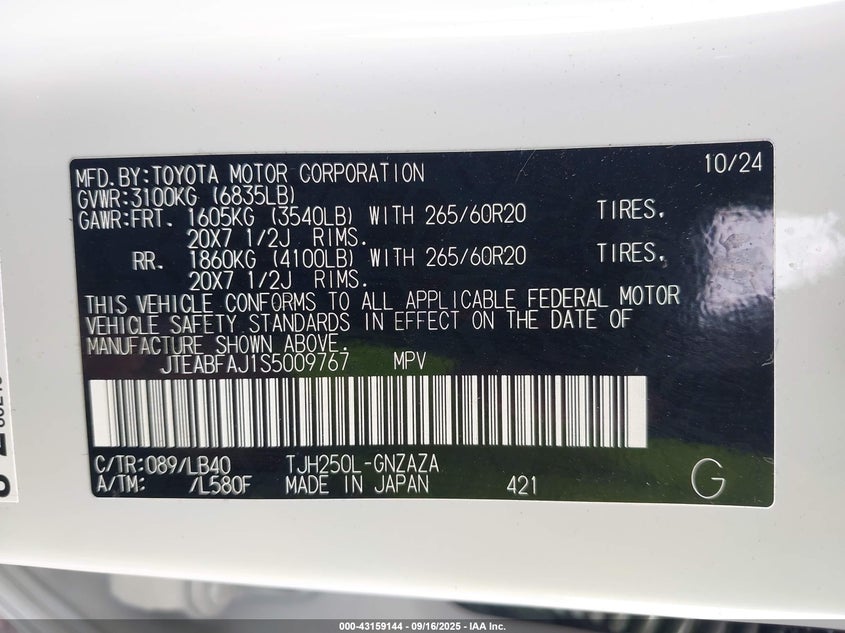 MFD.BY:TOYOTA MOTOR CORPORATION 10/24
GVWR:3100KG (6835LB)
GAWR:FRT. 1605KG (3540LB) WITH 265/60R20 TIRES,
20X7 1/2J RIMS.
RR. 1860KG (4100LB) WITH 265/60R20 TIRES,
20X7 1/2J RIMS.
THIS VEHICLE CONFORMS TO ALL APPLICABLE FEDERAL MOTOR
VEHICLE SAFETY STANDARDS IN EFFECT ON THE DATE OF
MANUFACTURE SHOWN ABOVE.
JTEABFAJ1S5009767 MPV
C/TR:089/LB40 TJH250L-GNZAZA
A/TM: /L580F MADE IN JAPAN 421 G
000-43159144 - 09/16/2025 - IAA Inc.